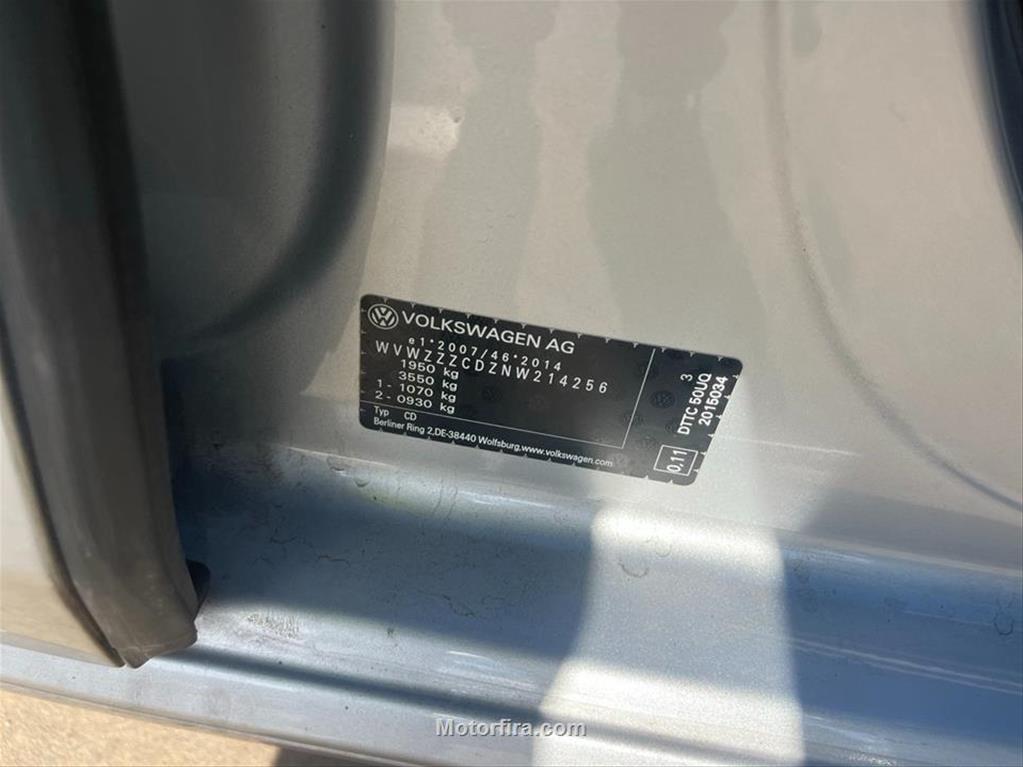 VOLKSWAGEN AG
e1*2007/46*2014
WVWZZZCDZNW214256
1950 kg
3550 kg
1- 1070 kg
2- 0930 kg
Typ CD
Berliner Ring 2,DE-38440 Wolfsburg,www.volkswagen.com
3
DTTC 50UQ
2015034
0.11
Motorfira.com